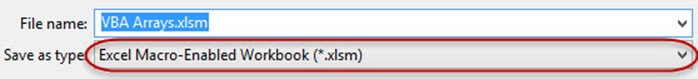 File name: VBA Arrays.xlsm
Save as type: Excel Macro-Enabled Workbook (*.xlsm)